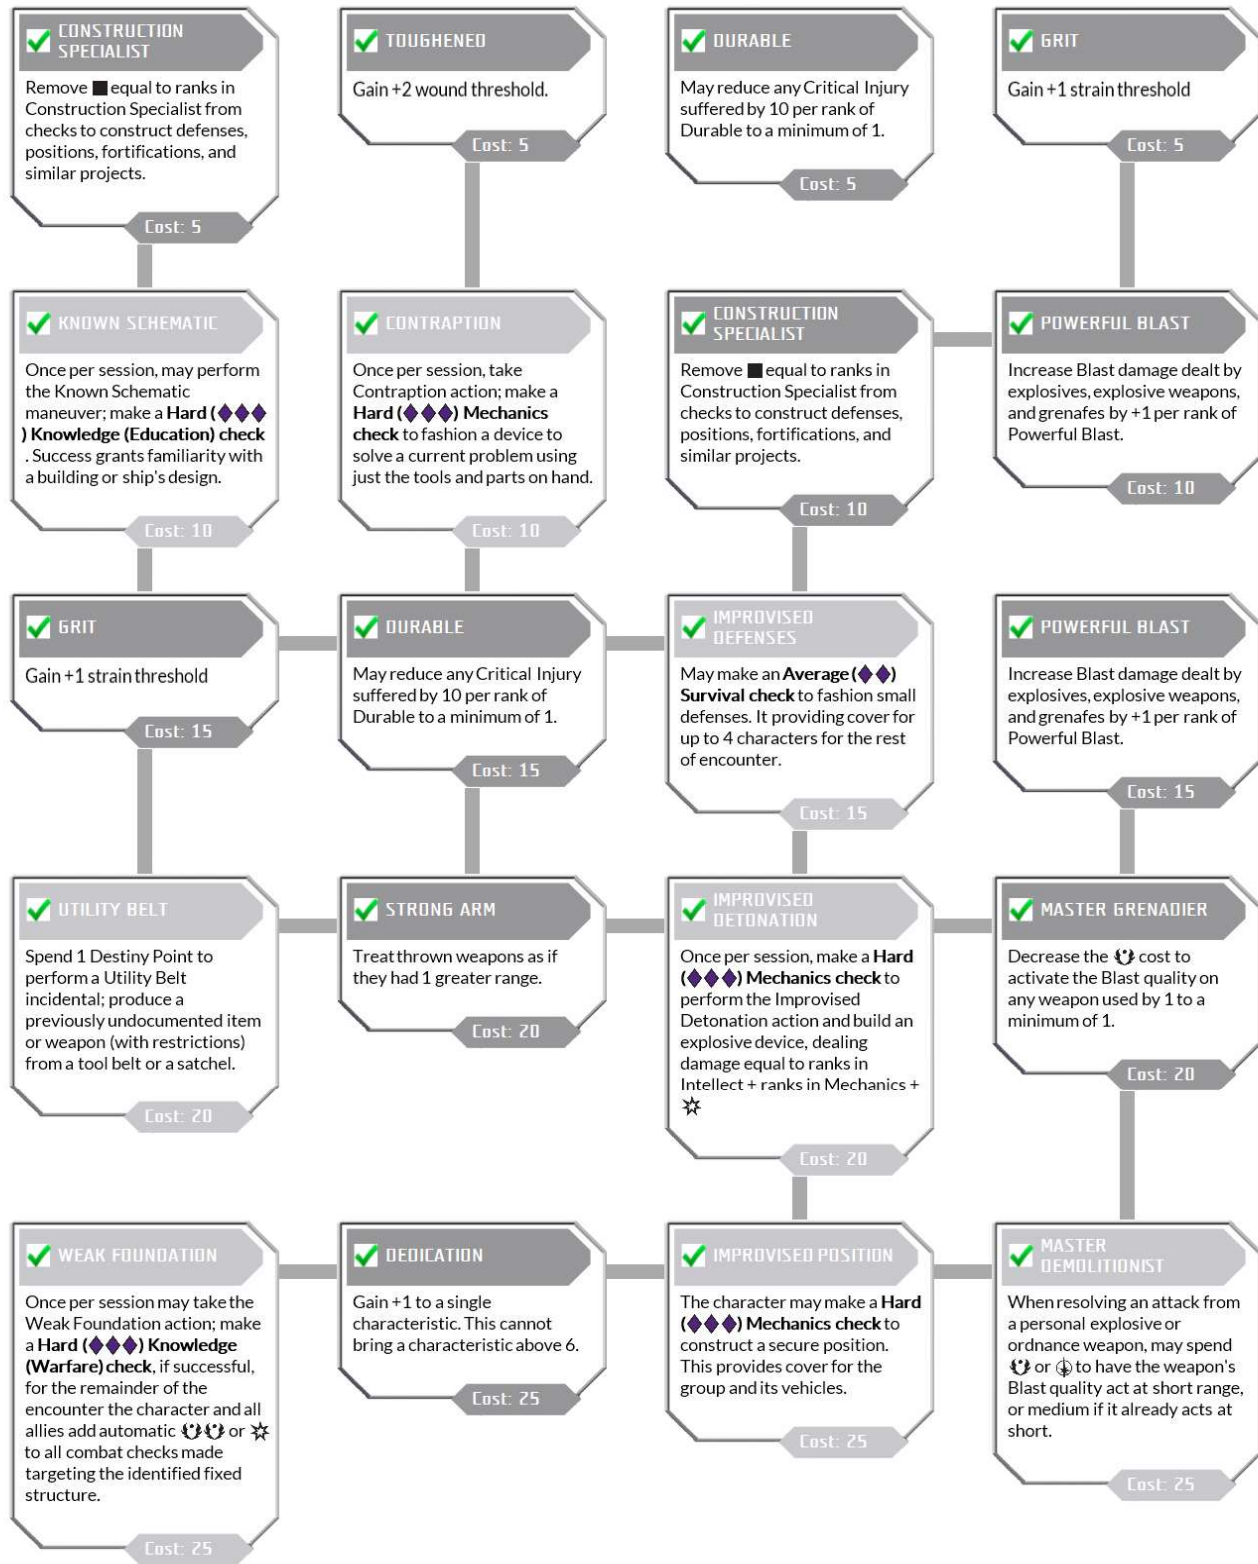 CONSTRUCTION
SPECIALIST
Remove ■ equal to ranks in
Construction Specialist from
checks to construct defenses,
positions, fortifications, and
similar projects.
Cost: 5
TOUGHENED
Gain +2 wound threshold.
Cost: 5
DURABLE
May reduce any Critical Injury
suffered by 10 per rank of
Durable to a minimum of 1.
Cost: 5
GRIT
Gain +1 strain threshold
Cost: 5
KNOWN SCHEMATIC
Once per session, may perform
the Known Schematic
maneuver; make a Hard (◆◆◆
) Knowledge (Education) check
. Success grants familiarity with
a building or ship's design.
Cost: 10
CONTRAPTION
Once per session, take
Contraption action; make a
Hard (◆◆◆) Mechanics
check to fashion a device to
solve a current problem using
just the tools and parts on hand.
Cost: 10
CONSTRUCTION
SPECIALIST
Remove ■ equal to ranks in
Construction Specialist from
checks to construct defenses,
positions, fortifications, and
similar projects.
Cost: 10
POWERFUL BLAST
Increase Blast damage dealt by
explosives, explosive weapons,
and grenafes by +1 per rank of
Powerful Blast.
Cost: 10
GRIT
Gain +1 strain threshold
Cost: 15
DURABLE
May reduce any Critical Injury
suffered by 10 per rank of
Durable to a minimum of 1.
Cost: 15
IMPROVISED
DEFENSES
May make an Average (◆◆)
Survival check to fashion small
defenses. It providing cover for
up to 4 characters for the rest
of encounter.
Cost: 15
POWERFUL BLAST
Increase Blast damage dealt by
explosives, explosive weapons,
and grenafes by +1 per rank of
Powerful Blast.
Cost: 15
UTILITY BELT
Spend 1 Destiny Point to
perform a Utility Belt
incidental; produce a
previously undocumented item
or weapon (with restrictions)
from a tool belt or a satchel.
Cost: 20
STRONG ARM
Treat thrown weapons as if
they had 1 greater range.
Cost: 20
IMPROVISED
DETONATION
Once per session, make a Hard
(◆◆◆) Mechanics check to
perform the Improvised
Detonation action and build an
explosive device, dealing
damage equal to ranks in
Intellect + ranks in Mechanics +
Cost: 20
MASTER GRENADIER
Decrease the cost to
activate the Blast quality on
any weapon used by 1 to a
minimum of 1.
Cost: 20
WEAK FOUNDATION
Once per session may take the
Weak Foundation action; make
a Hard (◆◆◆) Knowledge
(Warfare) check, if successful,
for the remainder of the
encounter the character and all
allies add automatic or
to all combat checks made
targeting the identified fixed
structure.
Cost: 25
DEDICATION
Gain +1 to a single
characteristic. This cannot
bring a characteristic above 6.
Cost: 25
IMPROVISED POSITION
The character may make a Hard
(◆◆◆) Mechanics check to
construct a secure position.
This provides cover for the
group and its vehicles.
Cost: 25
MASTER
DEMOLITIONIST
When resolving an attack from
a personal explosive or
ordnance weapon, may spend
or to have the weapon's
Blast quality act at short range,
or medium if it already acts at
short.
Cost: 25